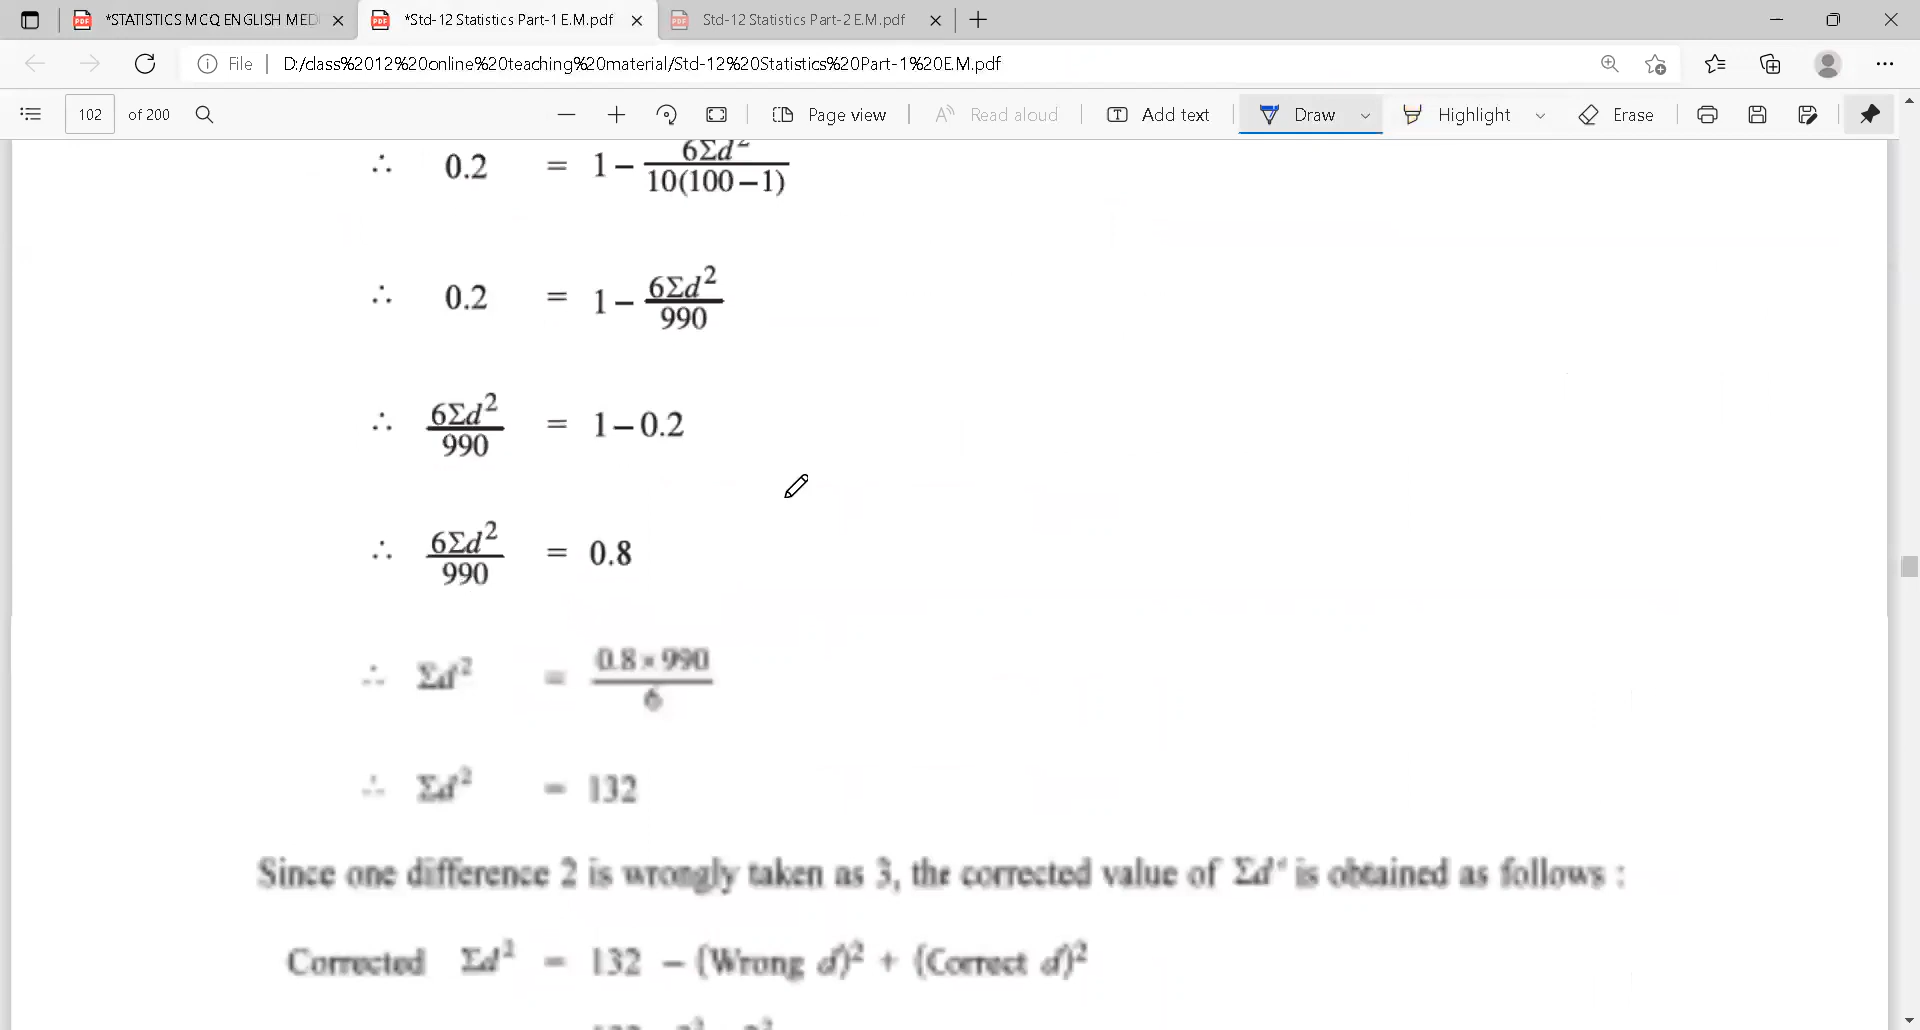 *STATISTICS MCQ ENGLISH MEDI
*Std-12 Statistics Part-1 E.M.pdf
Std-12 Statistics Part-2 E.M.pdf
File D:/class%2012%20online%20teaching%20material/Std-12%20Statistics%20Part-1%20E.M.pdf
102 of 200 Page view Read aloud Add text Draw Highlight Erase
∴ 0.2 = 1 − 6Σd² / 10(100 − 1)
∴ 0.2 = 1 − 6Σd² / 990
∴ 6Σd² / 990 = 1 − 0.2
∴ 6Σd² / 990 = 0.8
∴ Σd² = 0.8 × 990 / 6
∴ Σd² = 132
Since one difference 2 is wrongly taken as 3, the corrected value of Σd² is obtained as follows :
Corrected Σd² = 132 − (Wrong d)² + (Correct d)²